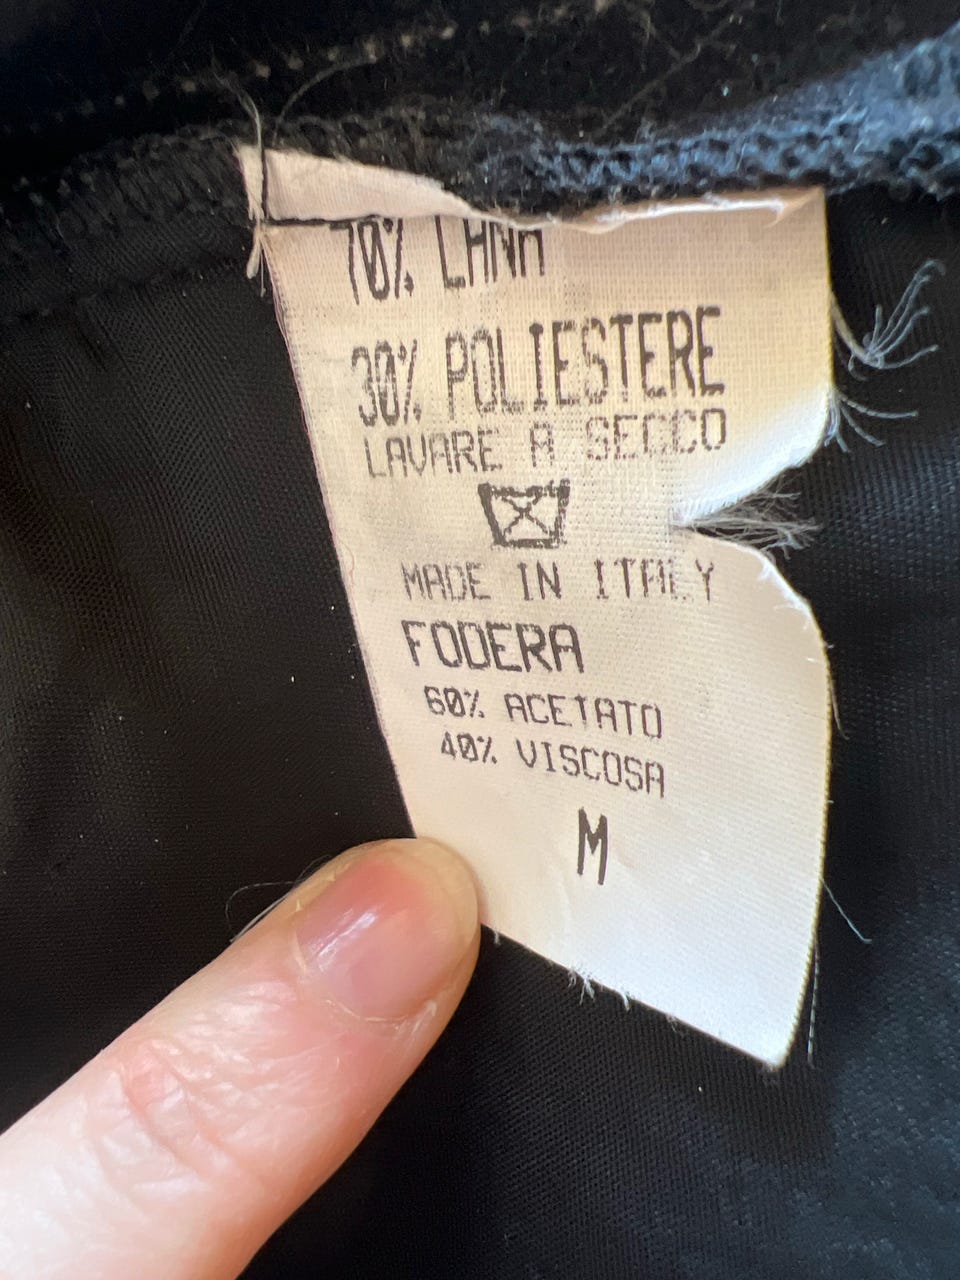 70% LANA
30% POLIESTERE
LAVARE A SECCO
MADE IN ITALY
FODERA
60% ACETATO
40% VISCOSA
M